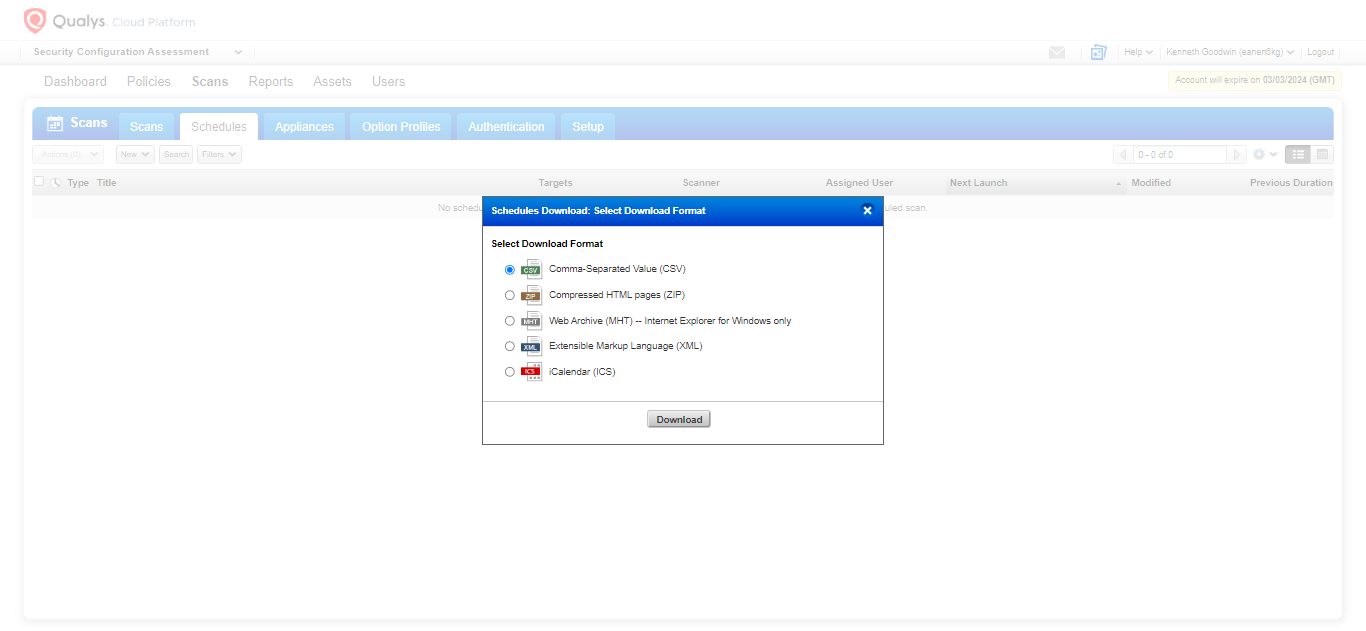 Qualys. Cloud Platform
Security Configuration Assessment
Help
Kenneth Goodwin (eanen6kg)
Logout
Dashboard Policies Scans Reports Assets Users
Account will expire on 03/03/2024 (GMT)
Scans Scans Schedules Appliances Option Profiles Authentication Setup
Actions (0) New Search Filters 0 - 0 of 0
Type Title Targets Scanner Assigned User Next Launch Modified Previous Duration
No schedu
uled scan.
Schedules Download: Select Download Format
Select Download Format
CSV Comma-Separated Value (CSV)
ZIP Compressed HTML pages (ZIP)
MHT Web Archive (MHT) -- Internet Explorer for Windows only
XML Extensible Markup Language (XML)
ICS iCalendar (ICS)
Download